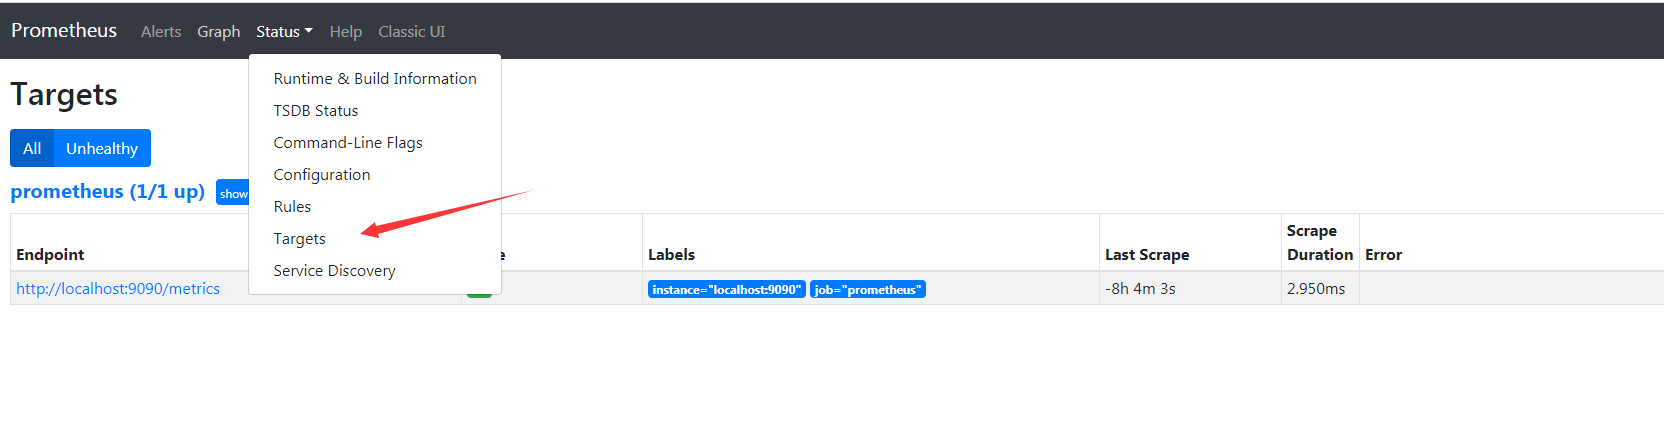 Prometheus Alerts Graph Status Help Classic UI
Runtime & Build Information
TSDB Status
Command-Line Flags
Configuration
Rules
Targets
Service Discovery
Targets
All Unhealthy
prometheus (1/1 up) show
Endpoint Labels Last Scrape Scrape Duration Error
http://localhost:9090/metrics instance="localhost:9090" job="prometheus" -8h 4m 3s 2.950ms